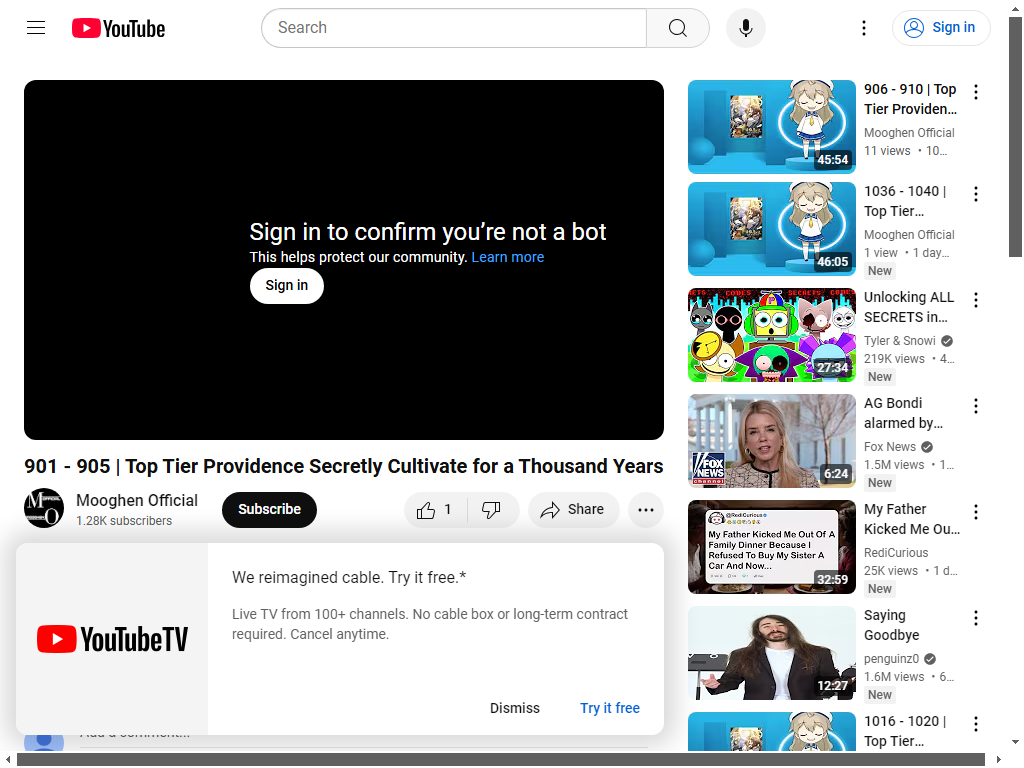 YouTube
Search
Sign in
Sign in to confirm you’re not a bot
This helps protect our community. Learn more
Sign in
901 - 905 | Top Tier Providence Secretly Cultivate for a Thousand Years
Mooghen Official
1.28K subscribers
Subscribe
1
Share
We reimagined cable. Try it free.*
Live TV from 100+ channels. No cable box or long-term contract
required. Cancel anytime.
YouTubeTV
Dismiss
Try it free
Add a comment...
45:54
906 - 910 | Top
Tier Providen…
Mooghen Official
11 views • 10…
46:05
1036 - 1040 |
Top Tier…
Mooghen Official
1 view • 1 day…
New
CODES SECRETS
27:34
Unlocking ALL
SECRETS in…
Tyler & Snowi
219K views • 4…
New
FOX
NEWS
channel
6:24
AG Bondi
alarmed by…
Fox News
1.5M views • 1…
New
@RediCurious
My Father Kicked Me Out Of A
Family Dinner Because I
Refused To Buy My Sister A
Car And Now...
32:59
My Father
Kicked Me Ou…
RediCurious
25K views • 1 d…
New
12:27
Saying
Goodbye
penguinz0
1.6M views • 6…
New
1016 - 1020 |
Top Tier…